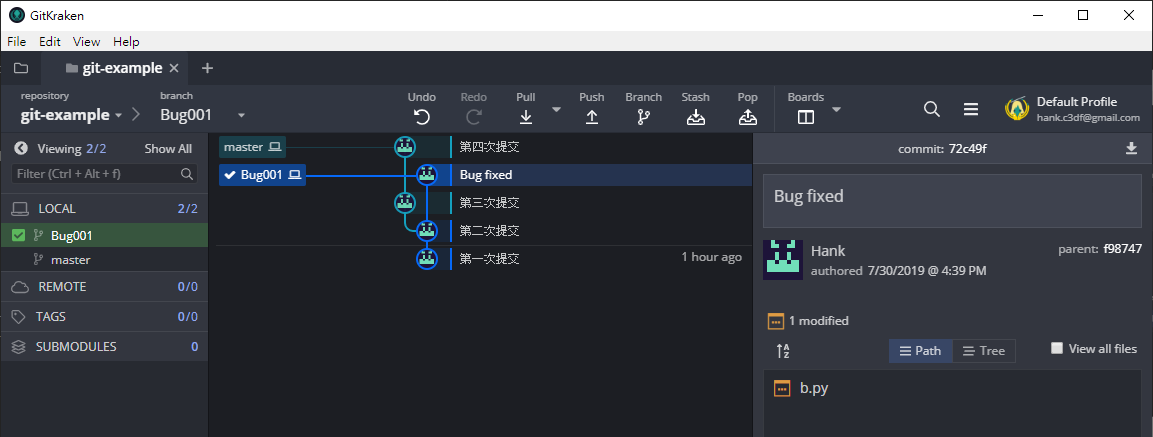 GitKraken
File Edit View Help
git-example
repository
git-example
branch
Bug001
Undo
Redo
Pull
Push
Branch
Stash
Pop
Boards
Default Profile
hank.c3df@gmail.com
Viewing 2/2 Show All
Filter (Ctrl + Alt + f)
LOCAL 2/2
Bug001
master
REMOTE 0/0
TAGS 0/0
SUBMODULES 0
master 第四次提交
Bug001 Bug fixed
第三次提交
第二次提交
第一次提交 1 hour ago
commit: 72c49f
Bug fixed
Hank
authored 7/30/2019 @ 4:39 PM
parent: f98747
1 modified
A
Z
Path
Tree
View all files
b.py